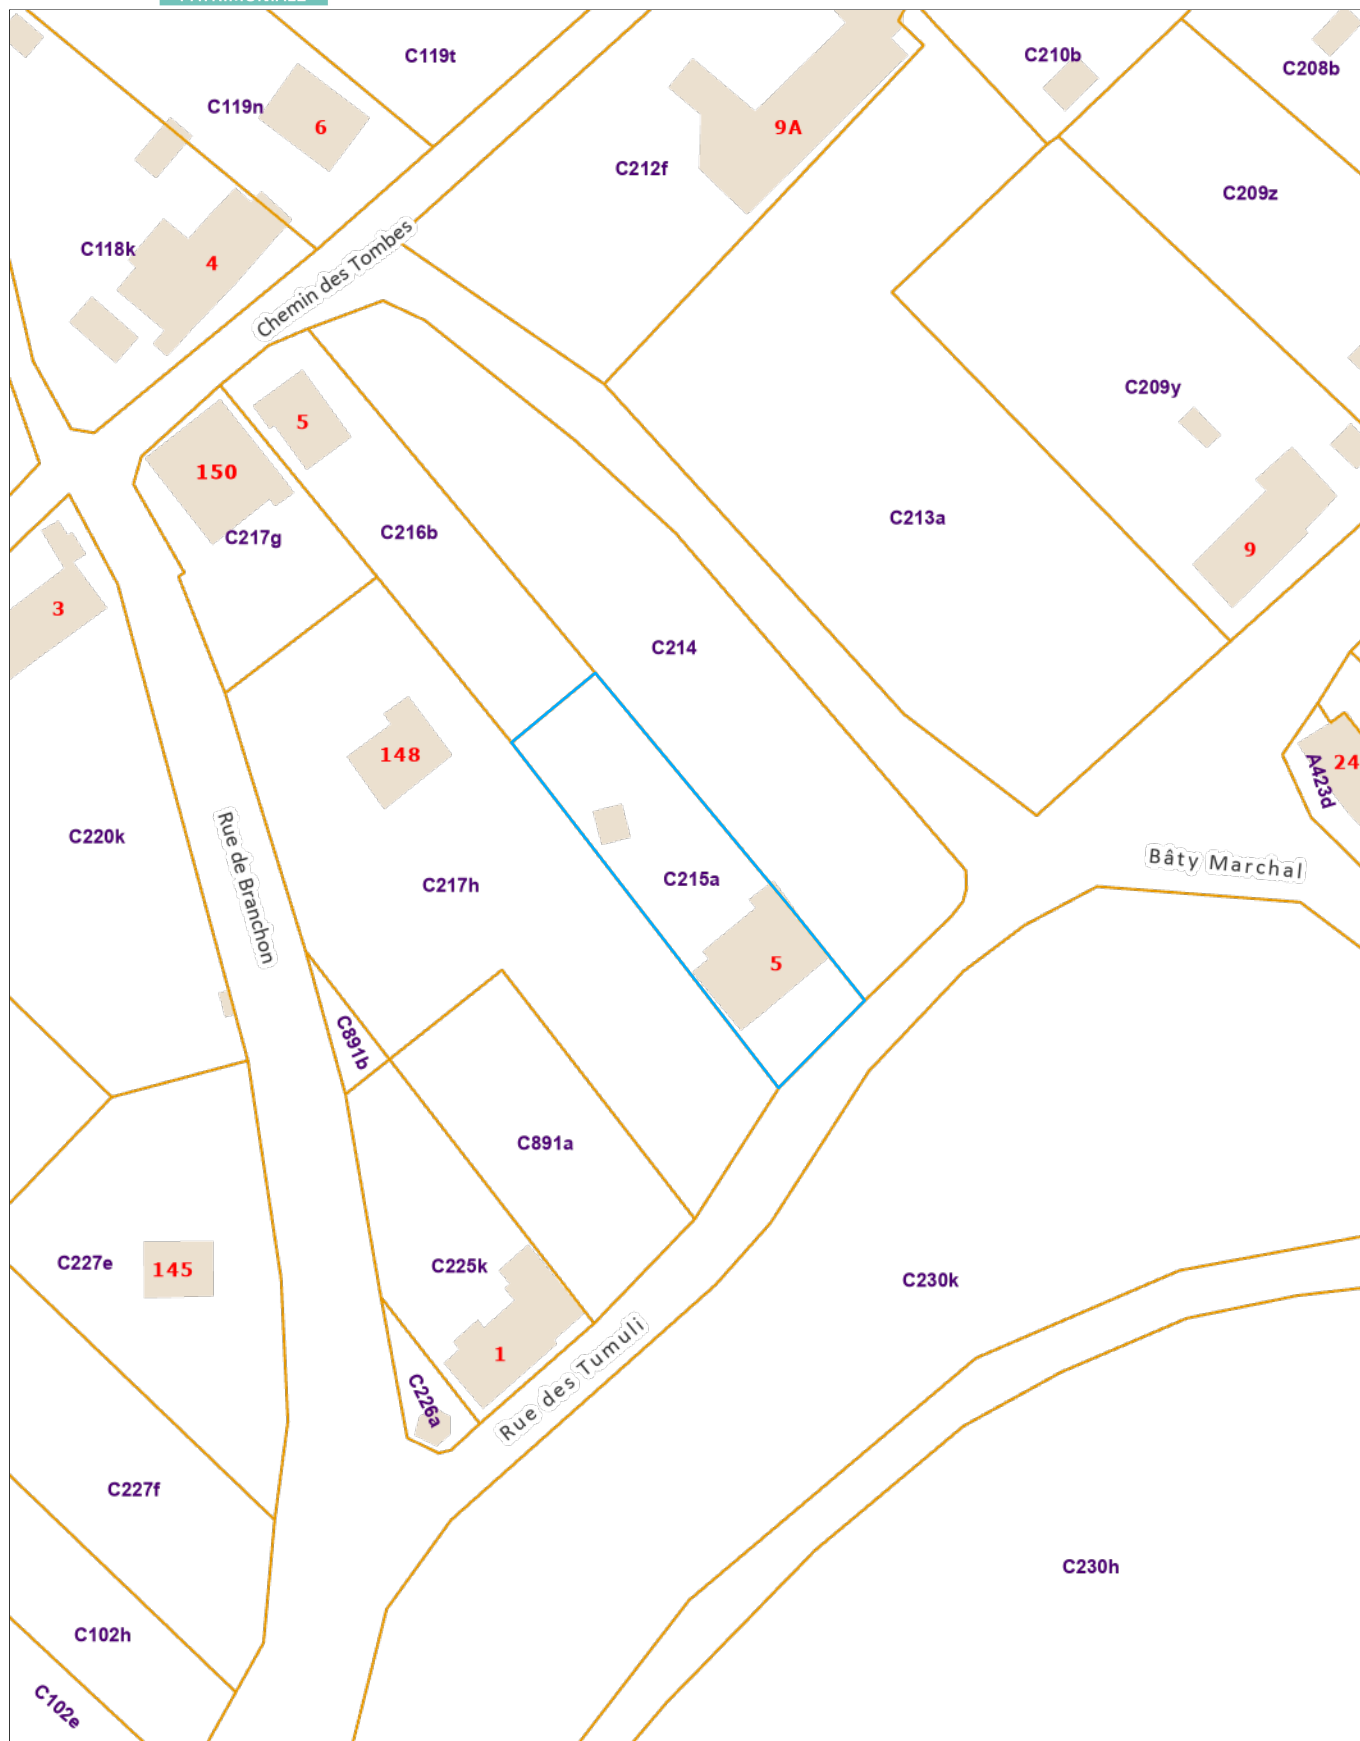 C119t
C210b
C208b
C119n
6
9A
C212f
C209z
C118k
4
Chemin des Tombes
C209y
5
150
C216b
C217g
C213a
9
3
C214
148
24
A423d
C220k
Rue de Branchon
Bâty Marchal
C217h
C215a
5
C891b
C891a
C227e
145
C225k
C230k
1
Rue des Tumuli
C226a
C227f
C230h
C102h
C102e